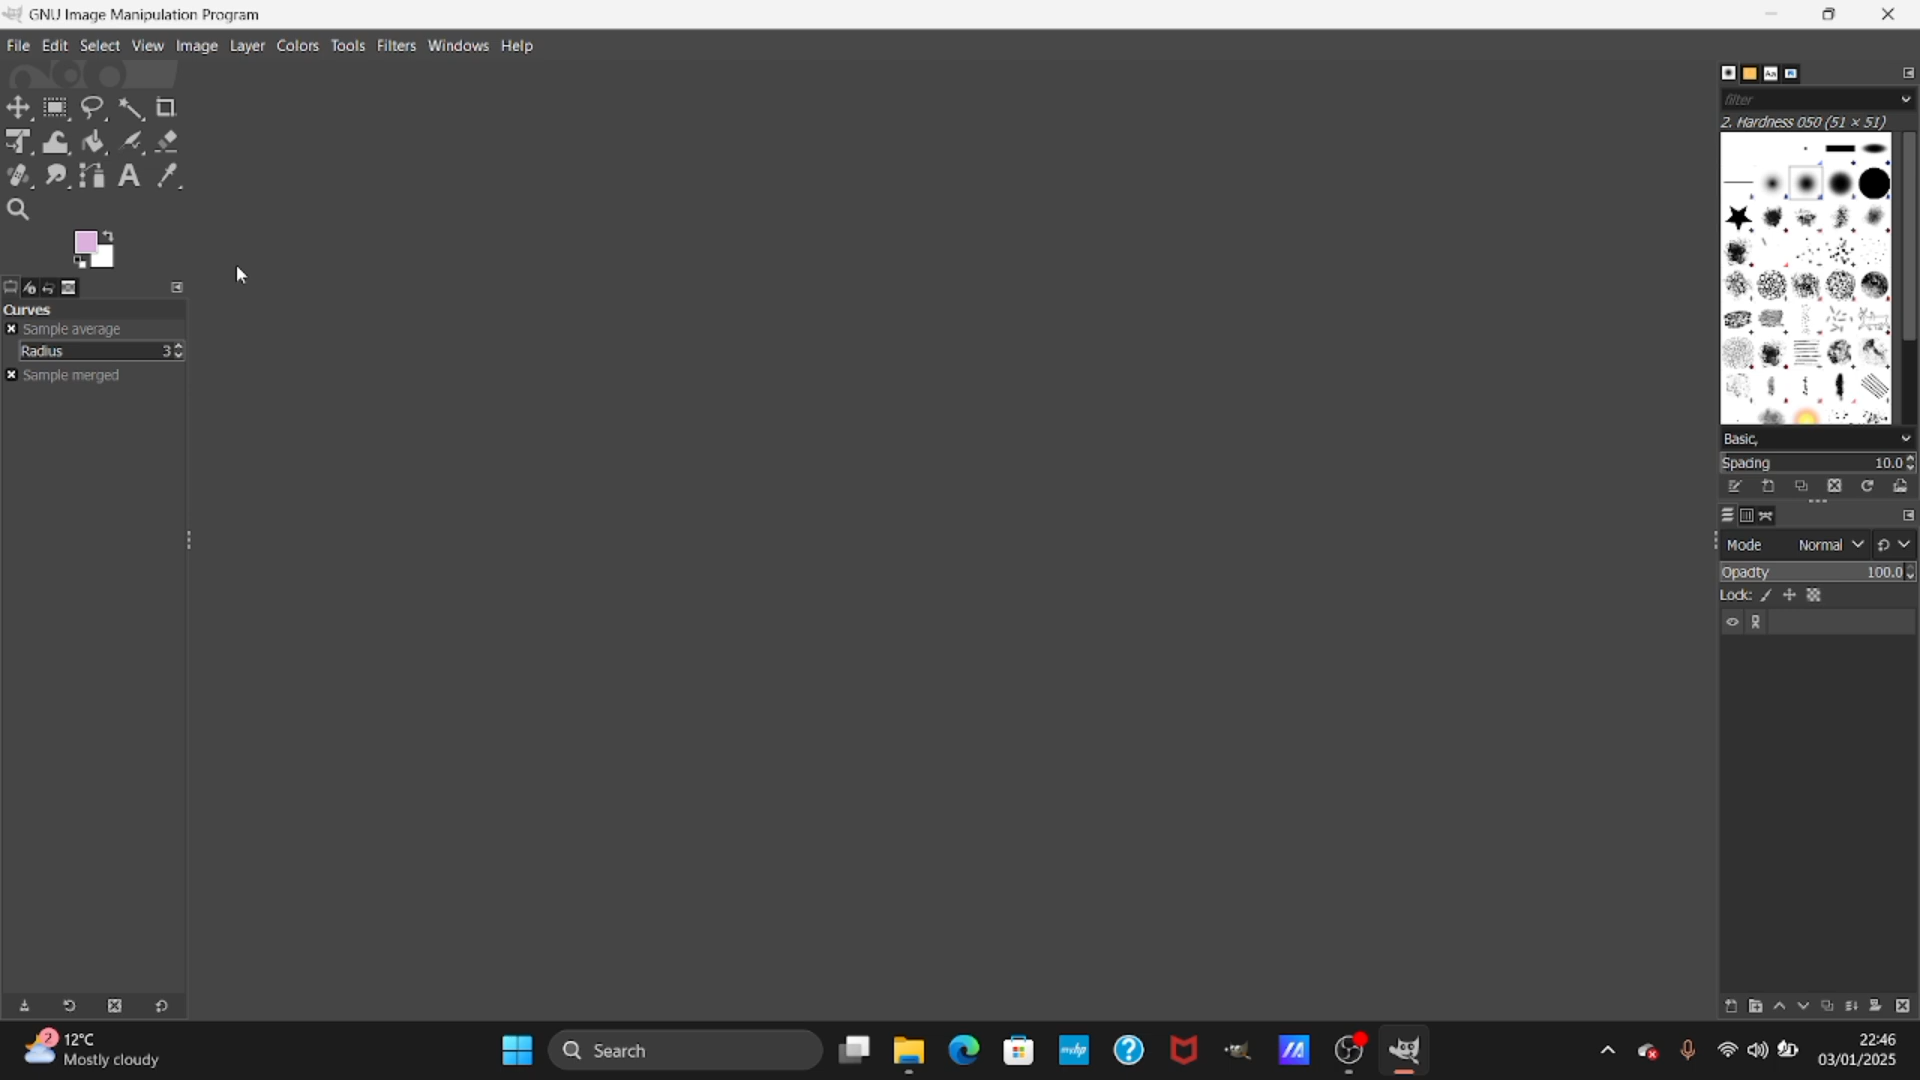 GNU Image Manipulation Program
File Edit Select View Image Layer Colors Tools Filters Windows Help
filter
2. Hardness 050 (51 × 51)
Curves
Sample average
Radius 3
Sample merged
Basic,
Spacing 10.0
Mode Normal
Opacity 100.0
Lock:
2
12°C
Mostly cloudy
Search
myhp
22:46
03/01/2025